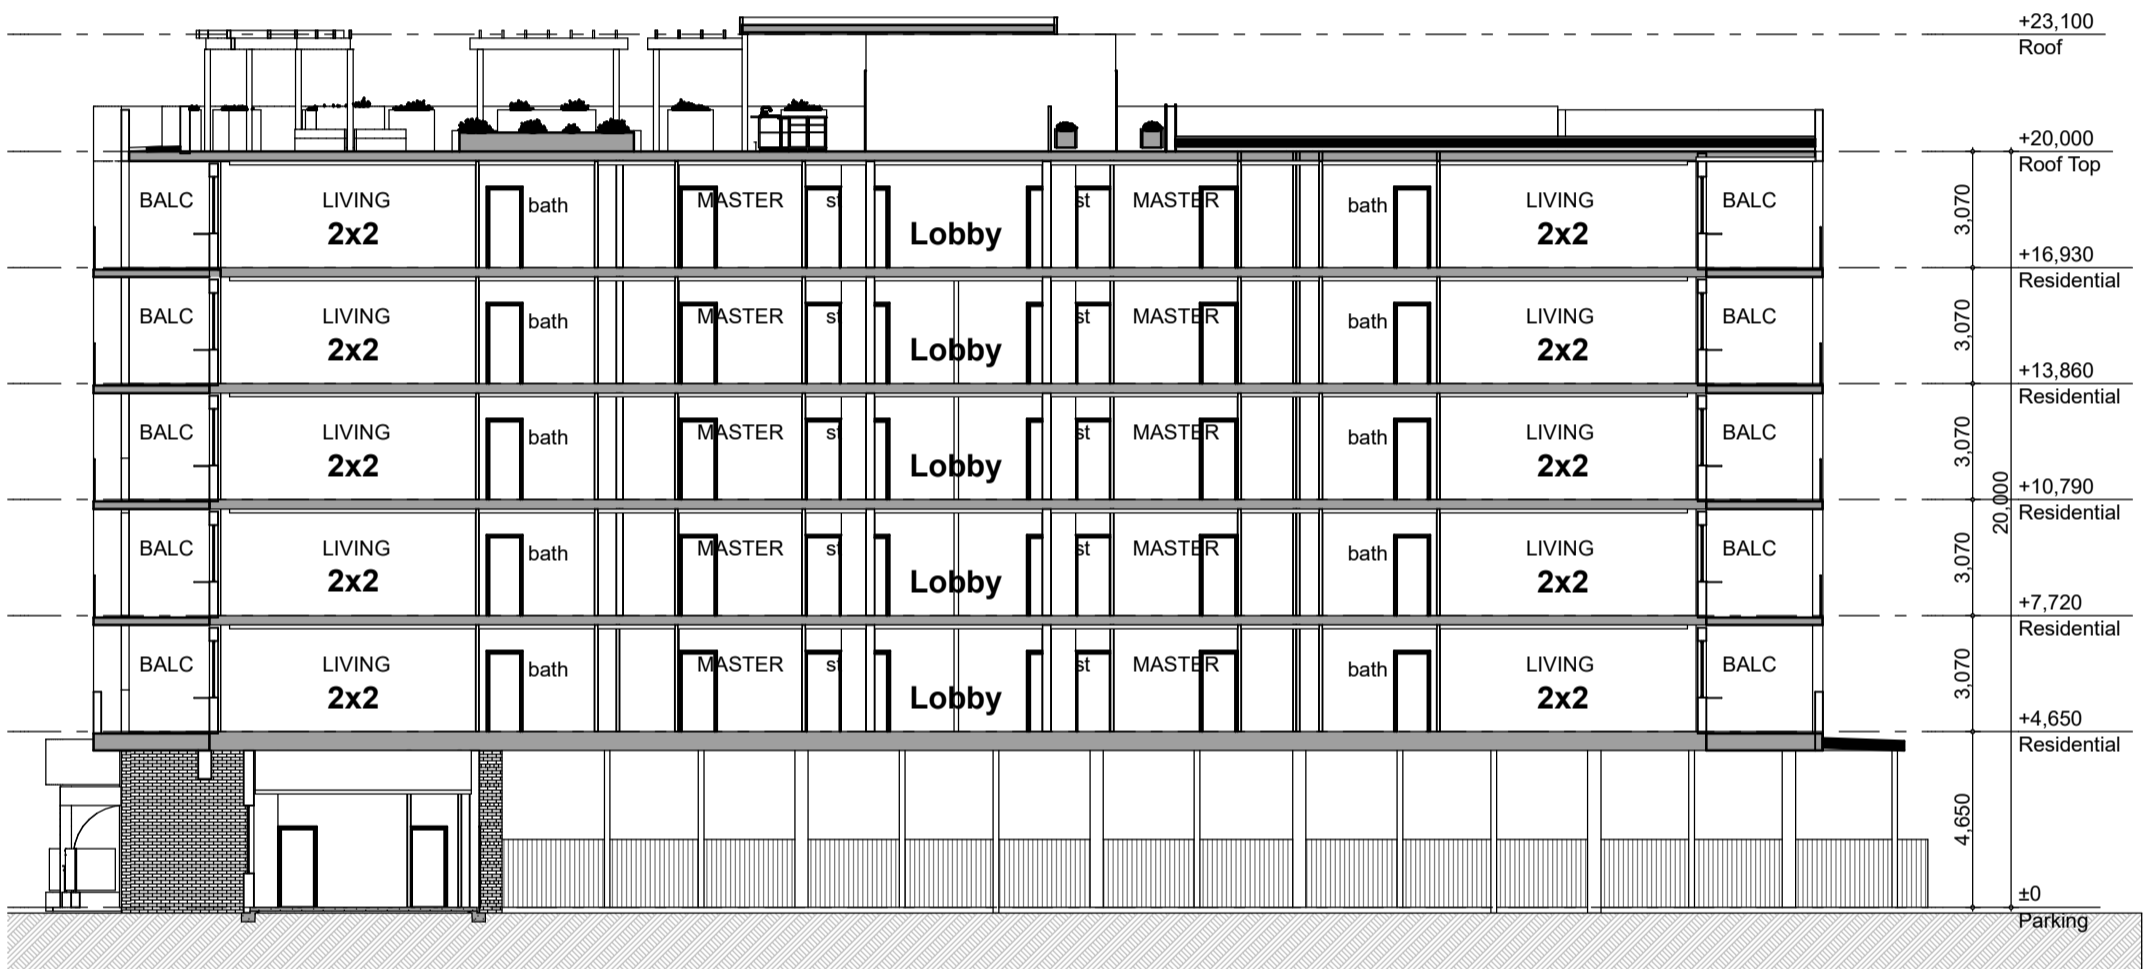 +23,100
Roof
+20,000
Roof Top
BALC LIVING bath MASTER st st MASTER bath LIVING BALC
2x2 Lobby 2x2
3,070
+16,930
Residential
BALC LIVING bath MASTER st st MASTER bath LIVING BALC
2x2 Lobby 2x2
3,070
+13,860
Residential
BALC LIVING bath MASTER st st MASTER bath LIVING BALC
2x2 Lobby 2x2
3,070
+10,790
Residential
20,000
BALC LIVING bath MASTER st st MASTER bath LIVING BALC
2x2 Lobby 2x2
3,070
+7,720
Residential
BALC LIVING bath MASTER st st MASTER bath LIVING BALC
2x2 Lobby 2x2
3,070
+4,650
Residential
4,650
±0
Parking